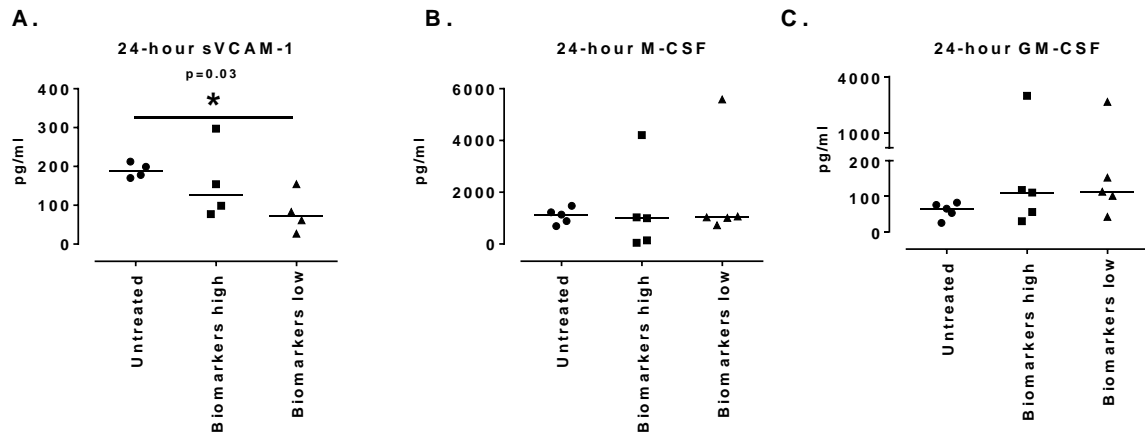 A.
24-hour sVCAM-1
p=0.03
*
400
300
200
100
0
pg/ml
Untreated
Biomarkers high
Biomarkers low
B.
24-hour M-CSF
6000
4000
2000
0
pg/ml
Untreated
Biomarkers high
Biomarkers low
C.
24-hour GM-CSF
4000
1000
200
100
0
pg/ml
Untreated
Biomarkers high
Biomarkers low